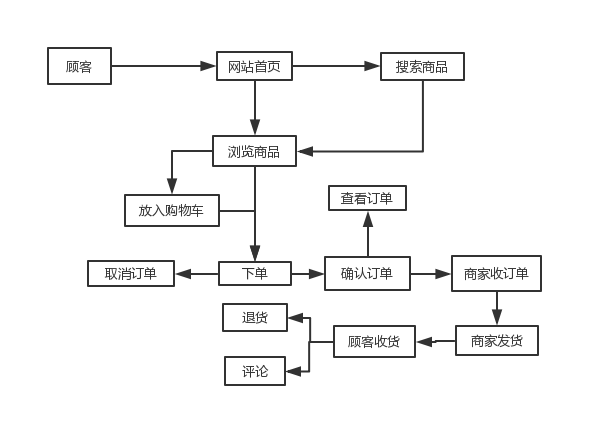 顾客
网站首页
搜索商品
浏览商品
查看订单
放入购物车
取消订单
下单
确认订单
商家收订单
退货
顾客收货
商家发货
评论